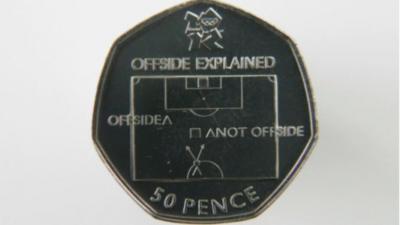 OFFSIDE EXPLAINED
OFFSIDE
NOT OFFSIDE
50 PENCE